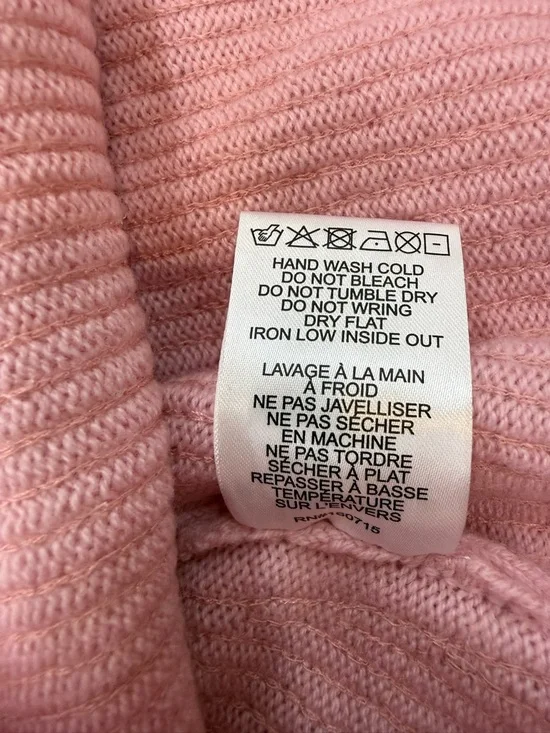 HAND WASH COLD
DO NOT BLEACH
DO NOT TUMBLE DRY
DO NOT WRING
DRY FLAT
IRON LOW INSIDE OUT
LAVAGE À LA MAIN
À FROID
NE PAS JAVELLISER
NE PAS SÉCHER
EN MACHINE
NE PAS TORDRE
SÉCHER À PLAT
REPASSER À BASSE
TEMPÉRATURE
SUR L'ENVERS